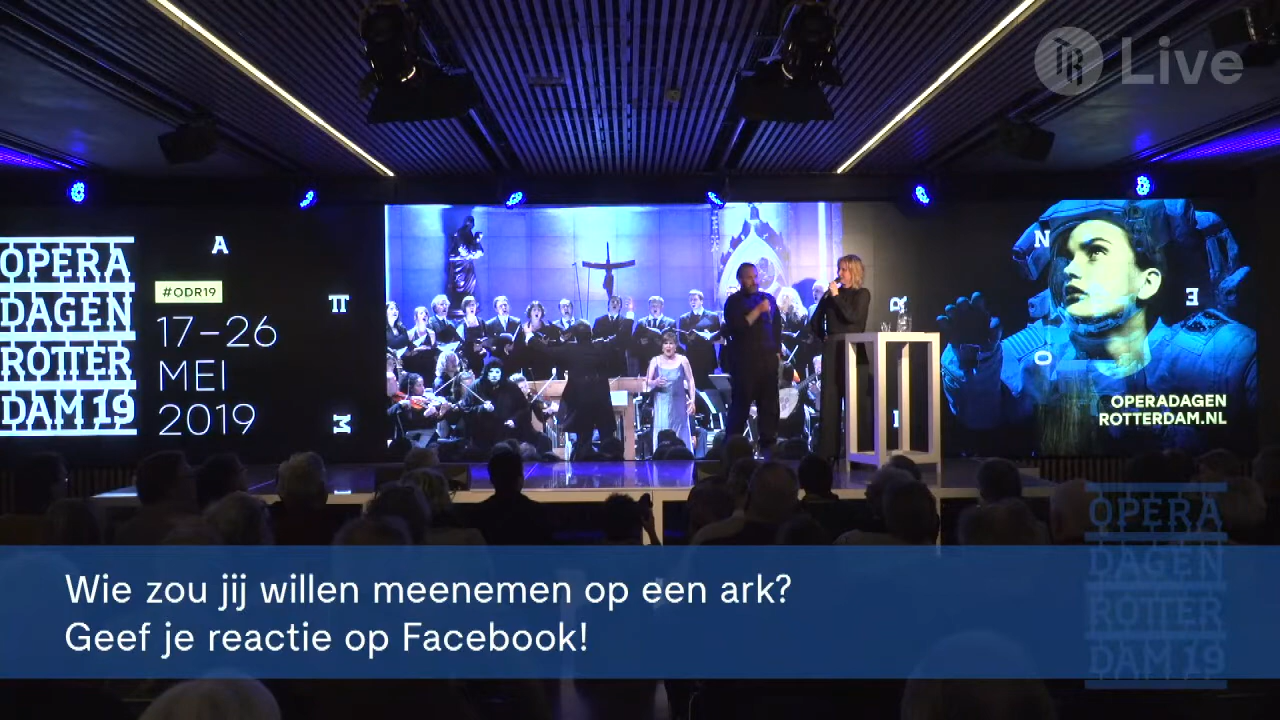 TR Live
OPERA
DAGEN
ROTTER
DAM 19
#ODR19
17–26
MEI
2019
A
П
M
N
E
O
OPERADAGEN
ROTTERDAM.NL
Wie zou jij willen meenemen op een ark?
Geef je reactie op Facebook!
OPERA
DAGEN
ROTTER
DAM 19